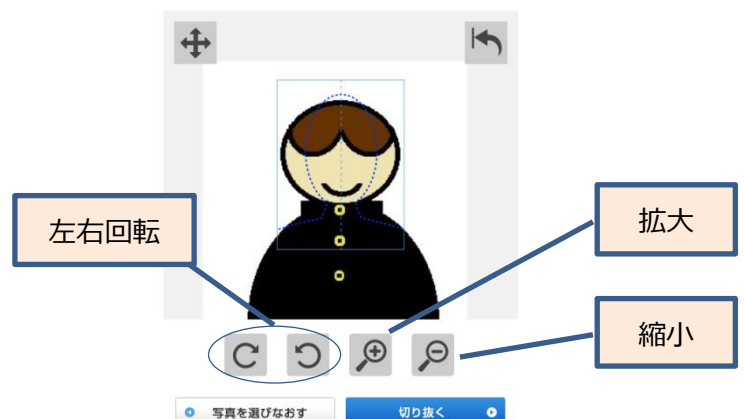 左右回転
拡大
縮小
写真を選びなおす
切り抜く